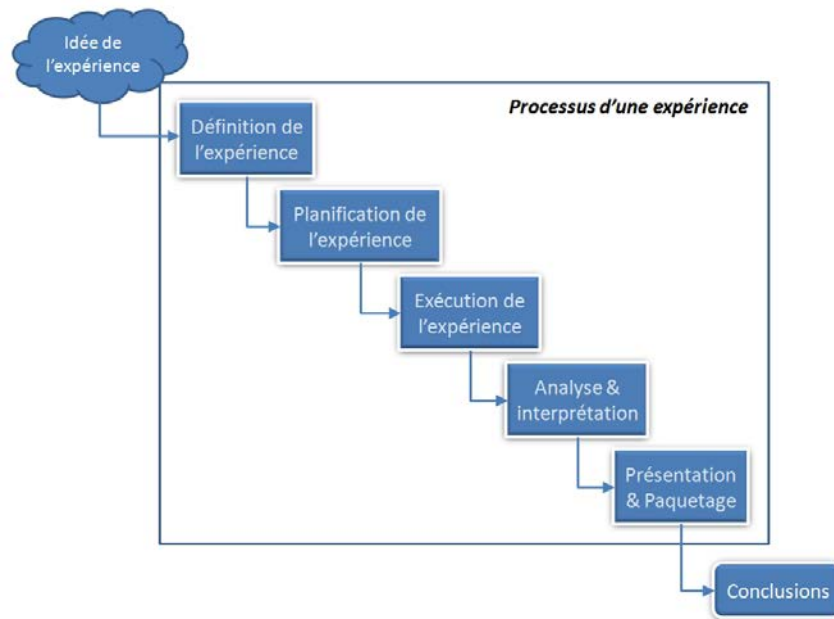 Idée de
l'expérience
Processus d'une expérience
Définition de
l'expérience
Planification de
l'expérience
Exécution de
l'expérience
Analyse &
interprétation
Présentation
& Paquetage
Conclusions